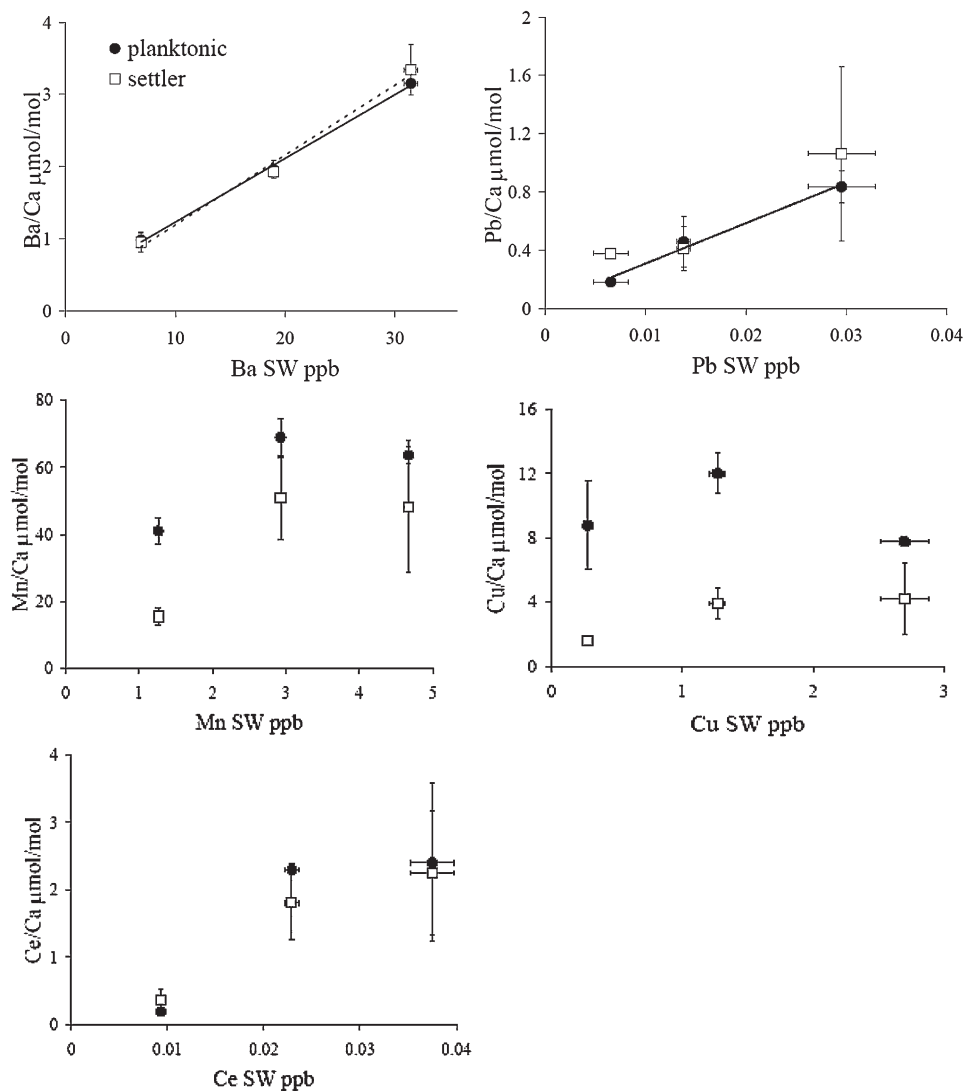 4
3
2
1
0
Ba/Ca μmol/mol
planktonic
settler
0 10 20 30
Ba SW ppb
1.6
1.2
0.8
0.4
0
Pb/Ca μmol/mol
0 0.01 0.02 0.03 0.04
Pb SW ppb
80
60
40
20
0
Mn/Ca μmol/mol
0 1 2 3 4 5
Mn SW ppb
16
12
8
4
0
Cu/Ca μmol/mol
0 1 2 3
Cu SW ppb
4
3
2
1
0
Ce/Ca μmol/mol
0 0.01 0.02 0.03 0.04
Ce SW ppb